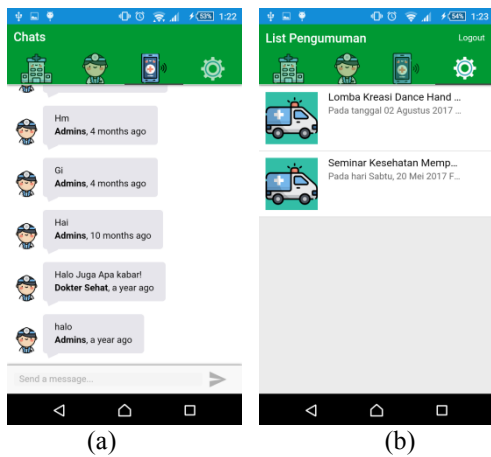 53% 1:22
Chats
Hm
Admins, 4 months ago
Gi
Admins, 4 months ago
Hai
Admins, 10 months ago
Halo Juga Apa kabar!
Dokter Sehat, a year ago
halo
Admins, a year ago
Send a message...
(a)
54% 1:23
List Pengumuman Logout
Lomba Kreasi Dance Hand ...
Pada tanggal 02 Agustus 2017 ...
Seminar Kesehatan Memp...
Pada hari Sabtu, 20 Mei 2017 F...
(b)